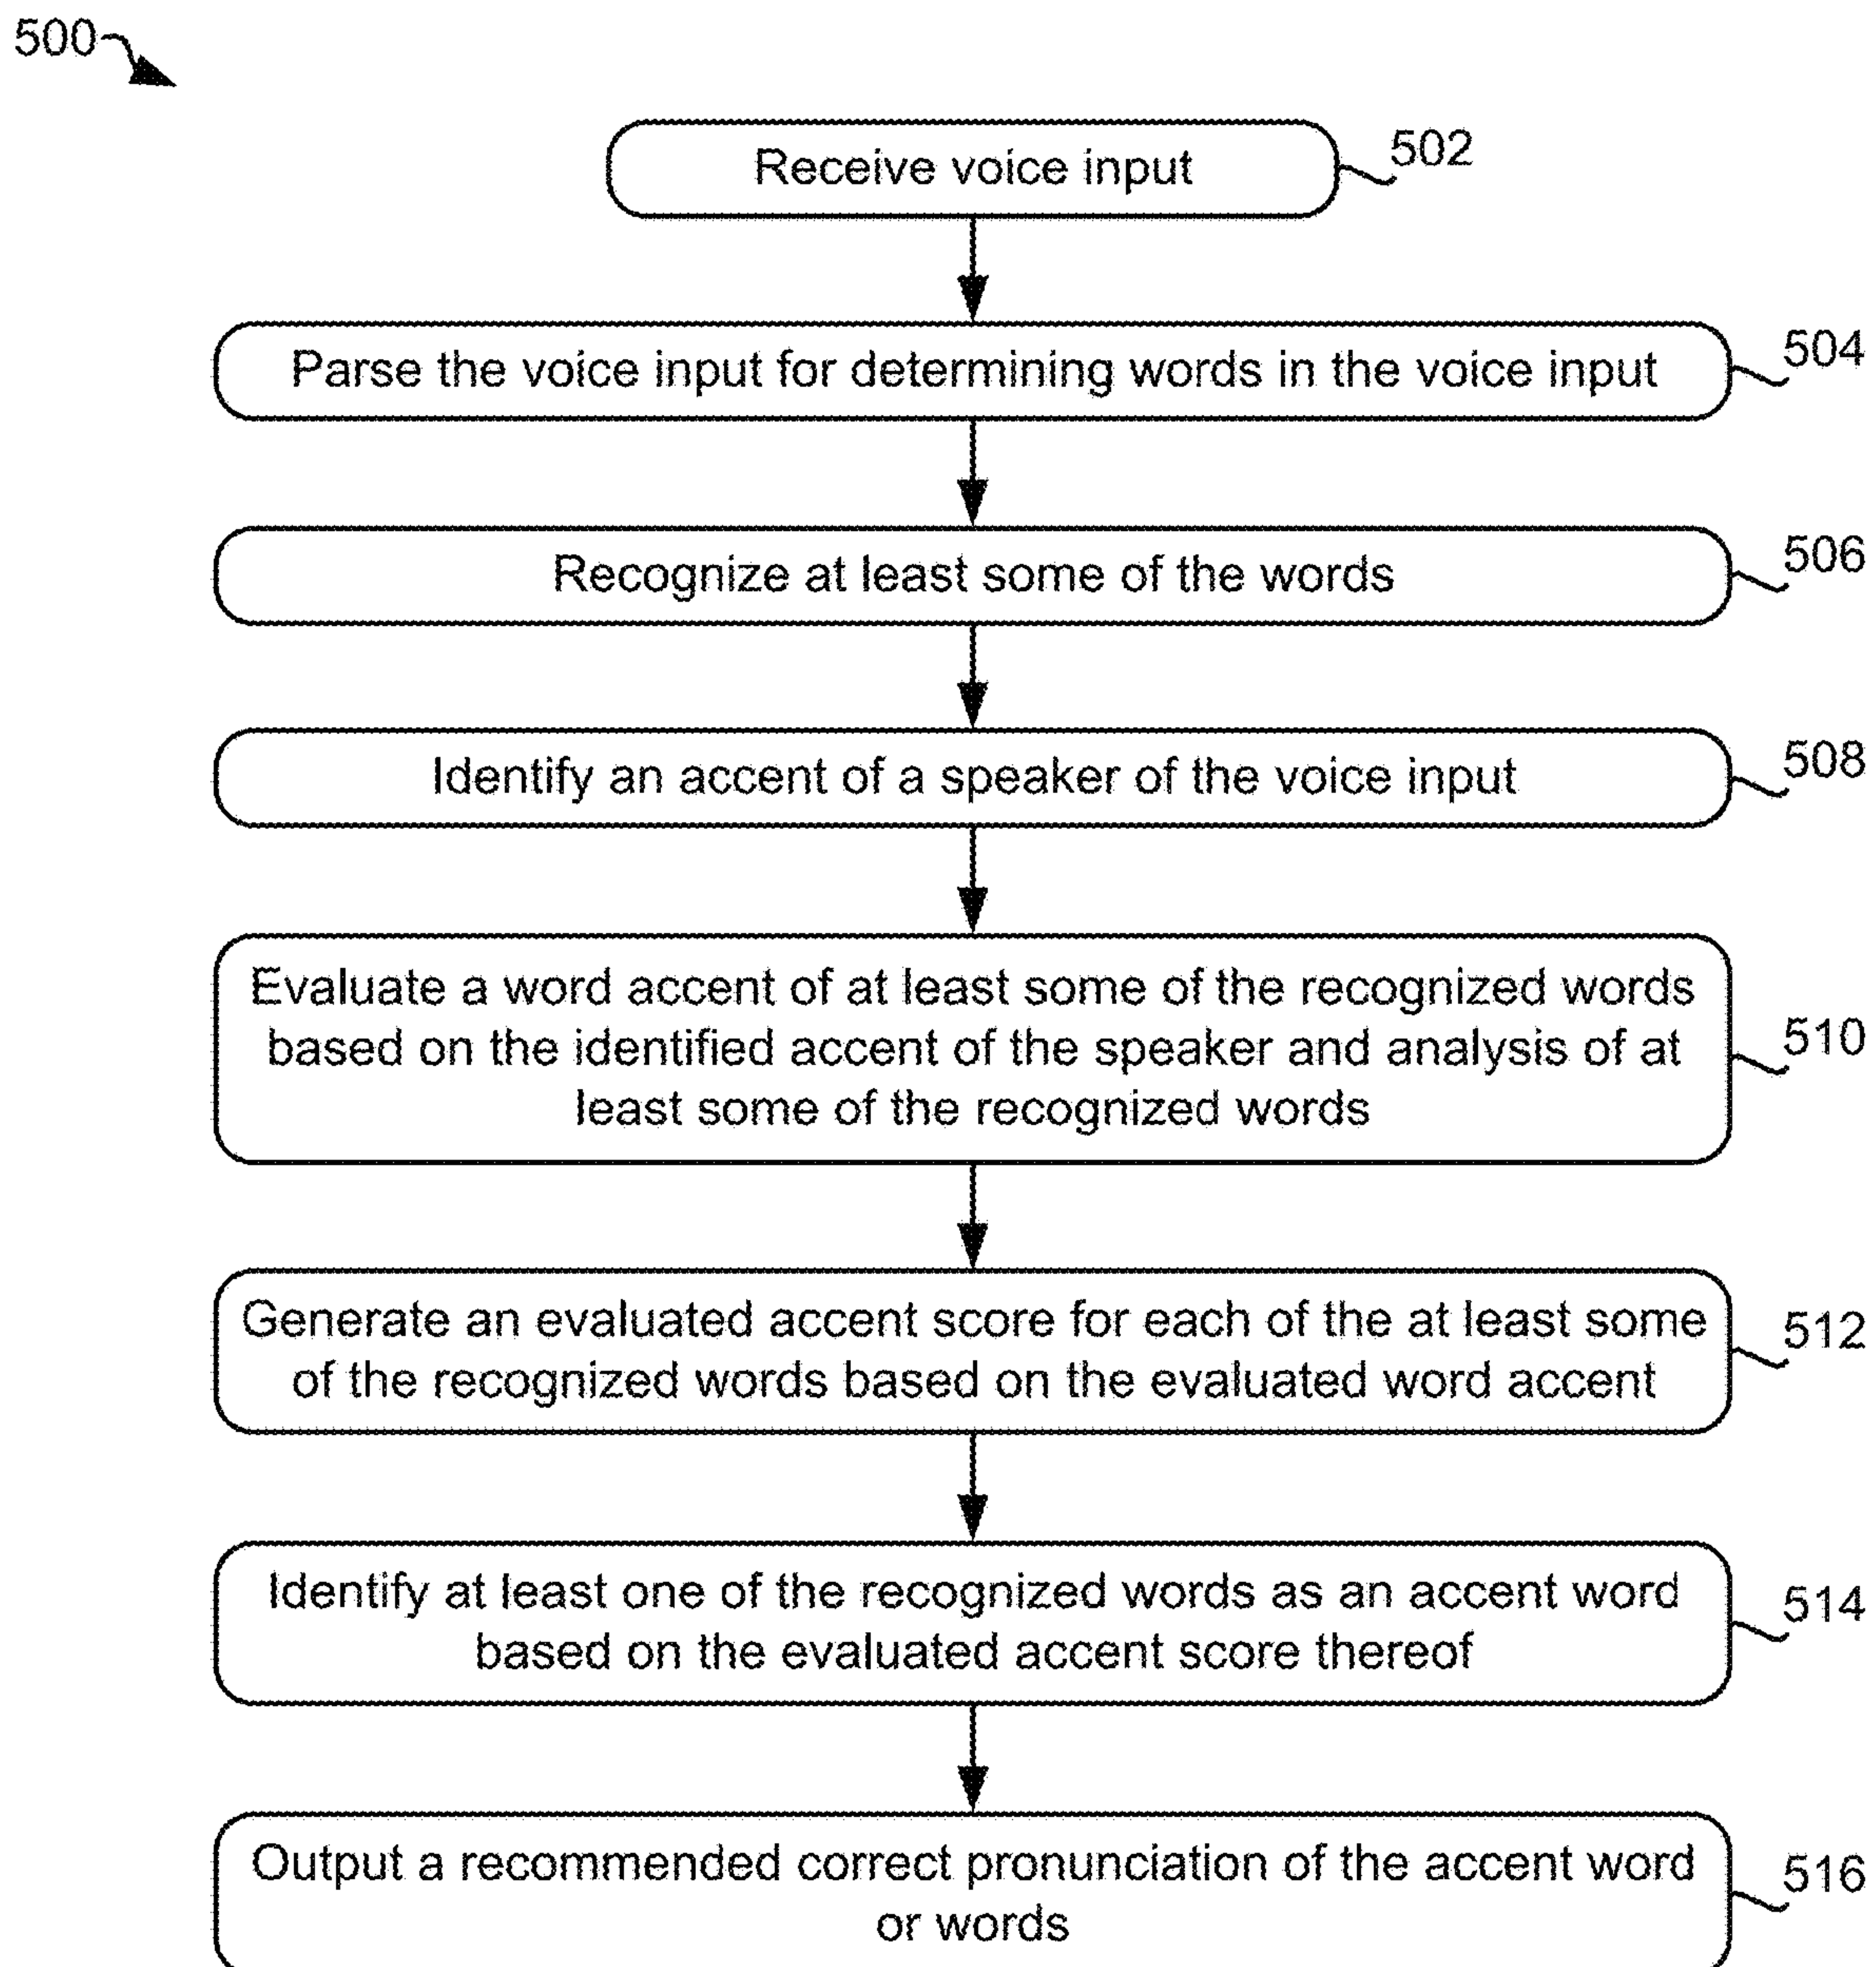 500
Receive voice input
502
Parse the voice input for determining words in the voice input
504
Recognize at least some of the words
506
Identify an accent of a speaker of the voice input
508
Evaluate a word accent of at least some of the recognized words
based on the identified accent of the speaker and analysis of at
least some of the recognized words
510
Generate an evaluated accent score for each of the at least some
of the recognized words based on the evaluated word accent
512
Identify at least one of the recognized words as an accent word
based on the evaluated accent score thereof
514
Output a recommended correct pronunciation of the accent word
or words
516